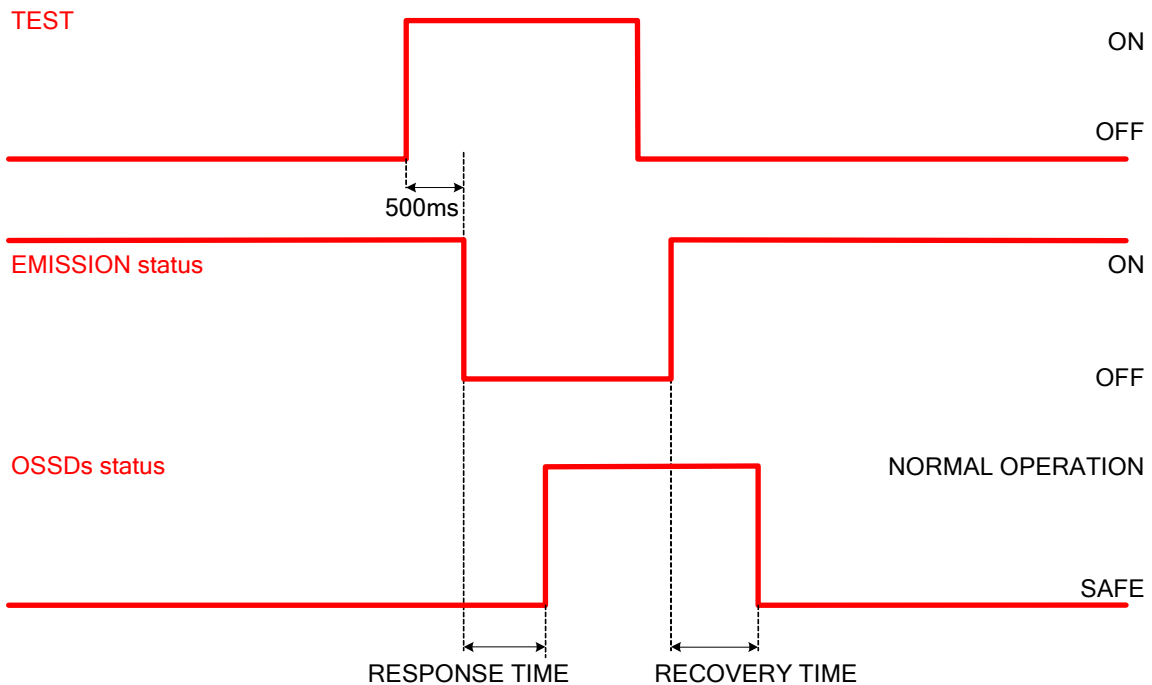 TEST
ON
OFF
500ms
EMISSION status
ON
OFF
OSSDs status
NORMAL OPERATION
SAFE
RESPONSE TIME
RECOVERY TIME